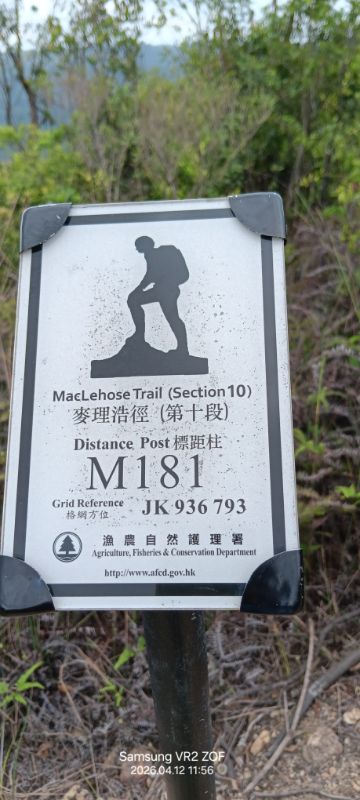 MacLehose Trail (Section 10)
麥理浩徑 (第十段)
Distance Post 標距柱
M181
Grid Reference JK 936 793
格網方位
漁農自然護理署
Agriculture, Fisheries & Conservation Department
http://www.afcd.gov.hk
Samsung VR2 ZOF
2026.04.12 11:56